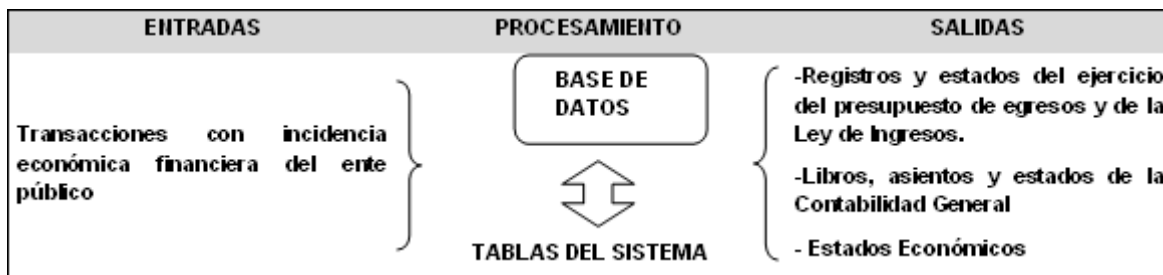 ENTRADAS PROCESAMIENTO SALIDAS
Transacciones con incidencia
económica financiera del ente
público
BASE DE
DATOS
TABLAS DEL SISTEMA
-Registros y estados del ejercicio
del presupuesto de egresos y de la
Ley de Ingresos.
-Libros, asientos y estados de la
Contabilidad General
- Estados Económicos